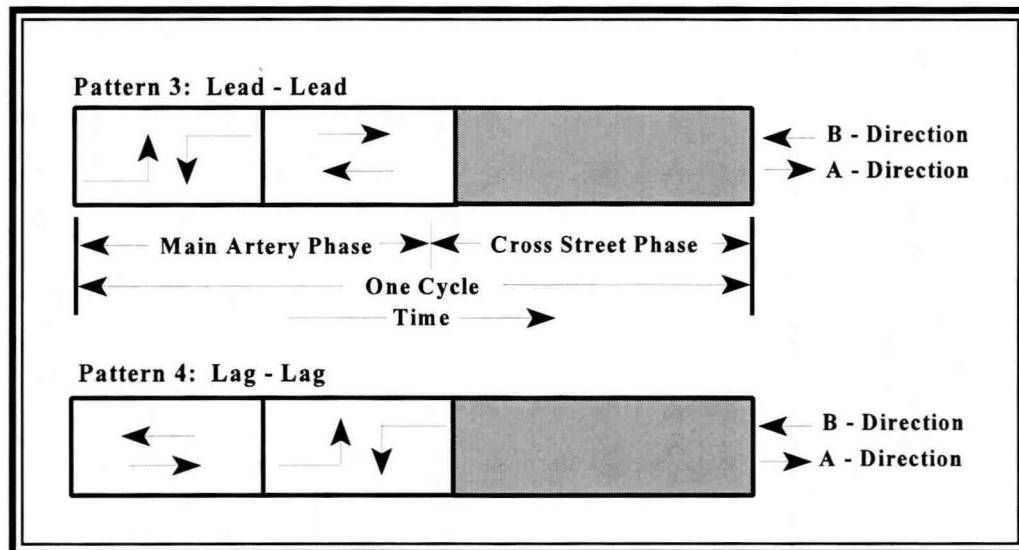 Pattern 3: Lead - Lead
B - Direction
A - Direction
Main Artery Phase
Cross Street Phase
One Cycle
Time
Pattern 4: Lag - Lag
B - Direction
A - Direction